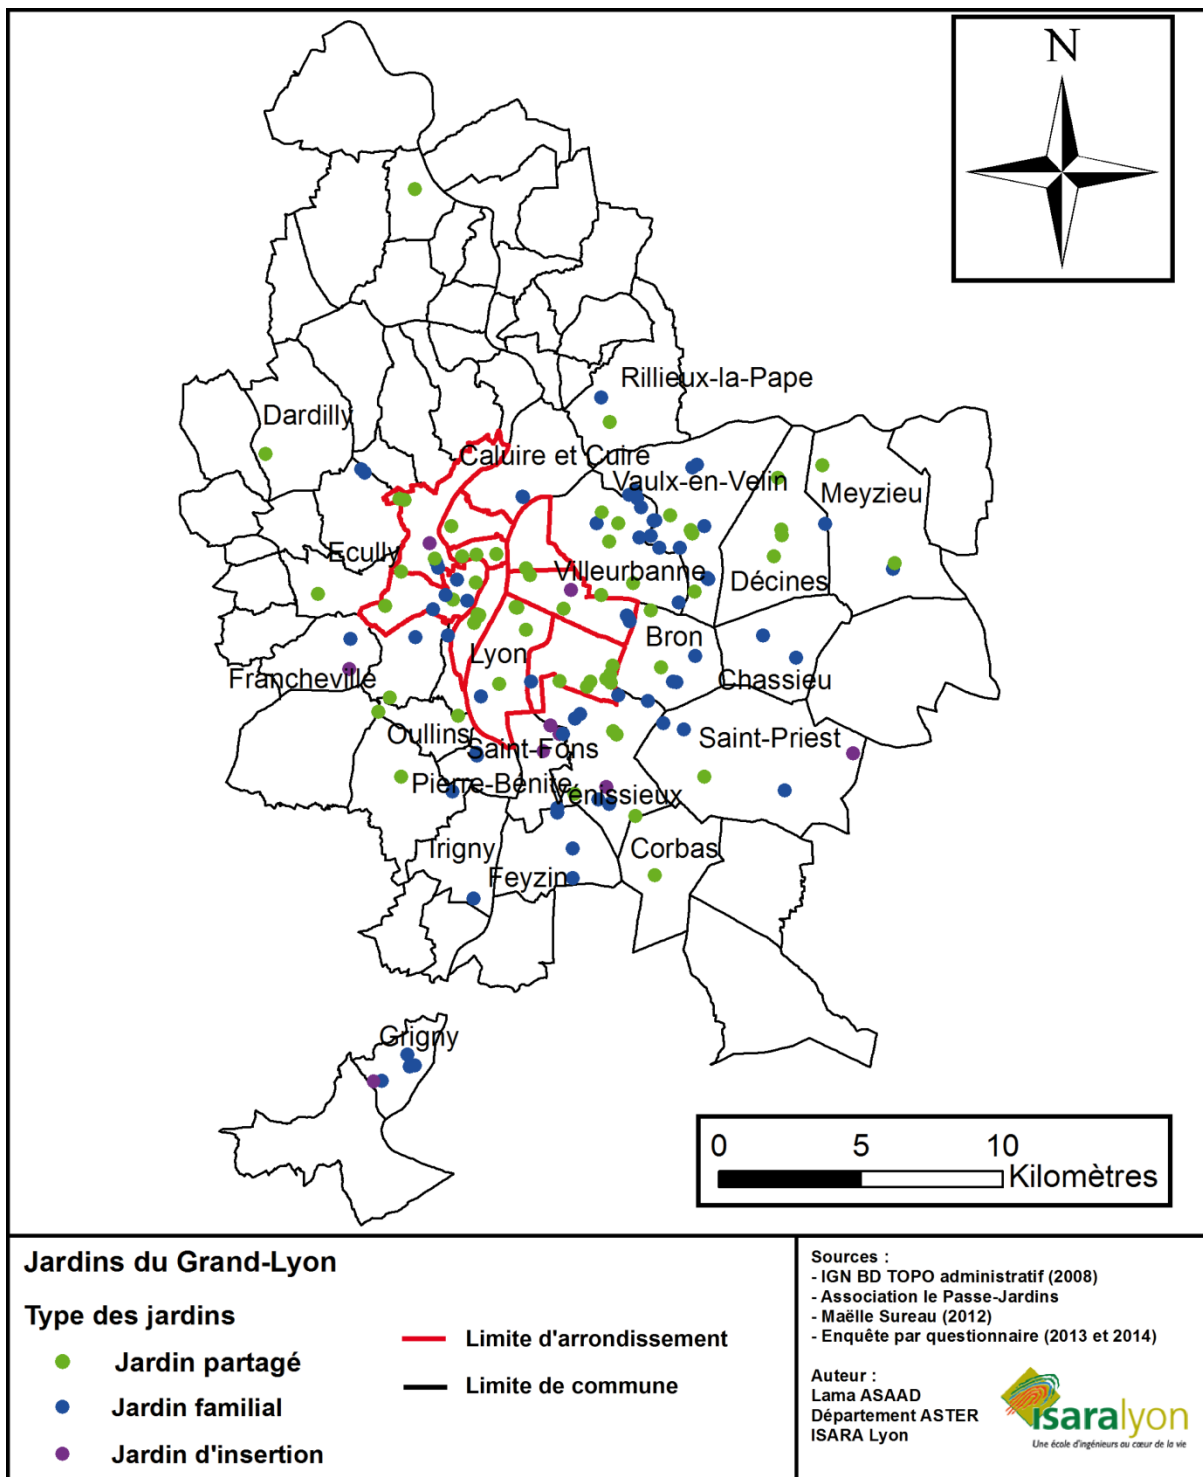 N
Rillieux-la-Pape
Dardilly
Caluire et Cuire
Vaulx-en-Velin
Meyzieu
Ecully
Villeurbanne
Décines
Bron
Lyon
Francheville
Chassieu
Oullins
Saint-Fons
Saint-Priest
Pierre-Bénite
Vénissieux
Irigny
Corbas
Feyzin
Grigny
0 5 10
Kilomètres
Jardins du Grand-Lyon
Type des jardins
Jardin partagé
Jardin familial
Jardin d'insertion
Limite d'arrondissement
Limite de commune
Sources :
- IGN BD TOPO administratif (2008)
- Association le Passe-Jardins
- Maëlle Sureau (2012)
- Enquête par questionnaire (2013 et 2014)
Auteur :
Lama ASAAD
Département ASTER
ISARA Lyon
isaralyon
Une école d'ingénieurs au cœur de la vie